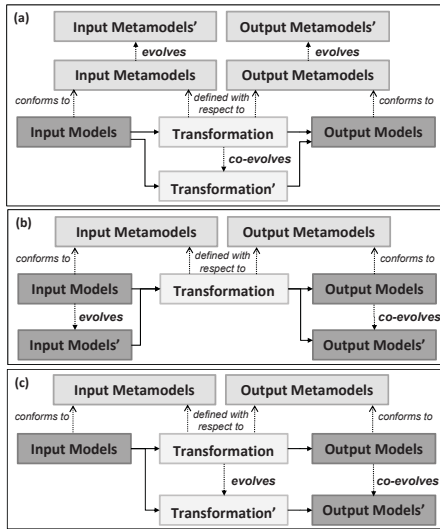 (a)
Input Metamodels’ Output Metamodels’
evolves evolves
Input Metamodels Output Metamodels
conforms to defined with conforms to
respect to
Input Models Transformation Output Models
co-evolves
Transformation’
(b)
Input Metamodels Output Metamodels
conforms to defined with conforms to
respect to
Input Models Transformation Output Models
evolves co-evolves
Input Models’ Output Models’
(c)
Input Metamodels Output Metamodels
conforms to defined with conforms to
respect to
Input Models Transformation Output Models
evolves co-evolves
Transformation’ Output Models’